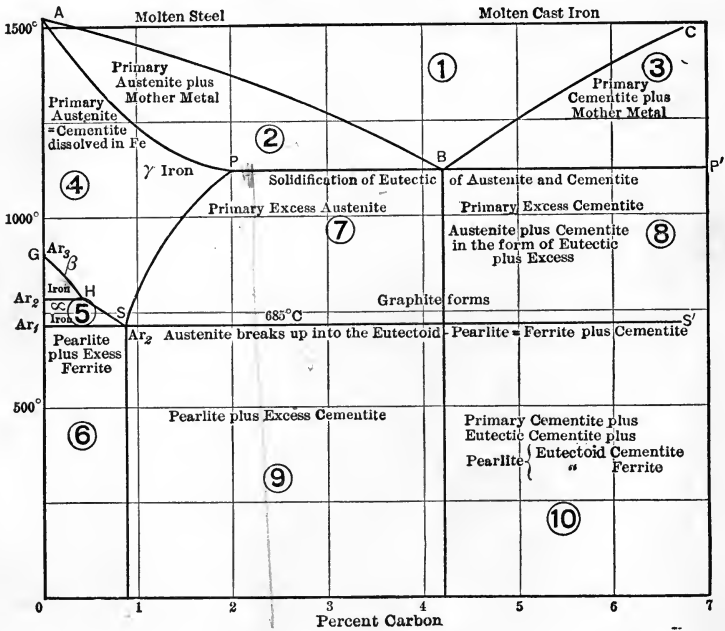 A
Molten Steel
Molten Cast Iron
C
1500°
1
3
Primary
Austenite plus
Mother Metal
Primary
Cementite plus
Mother Metal
Primary
Austenite
=Cementite
dissolved in Fe
2
4
γ Iron
P
B
P'
Solidification of Eutectic of Austenite and Cementite
Primary Excess Austenite
Primary Excess Cementite
7
8
1000°
Austenite plus Cementite
in the form of Eutectic
plus Excess
G
Ar3
β
Iron
H
Ar2
∝
Iron
5
S
685°C
Graphite forms
S'
Ar1
Ar2 Austenite breaks up into the Eutectoid - Pearlite = Ferrite plus Cementite
Pearlite
plus Exess
Ferrite
500°
6
Pearlite plus Excess Cementite
9
Primary Cementite plus
Eutectic Cementite plus
Pearlite { Eutectoid Cementite
" Ferrite
10
0 1 2 3 4 5 6 7
Percent Carbon